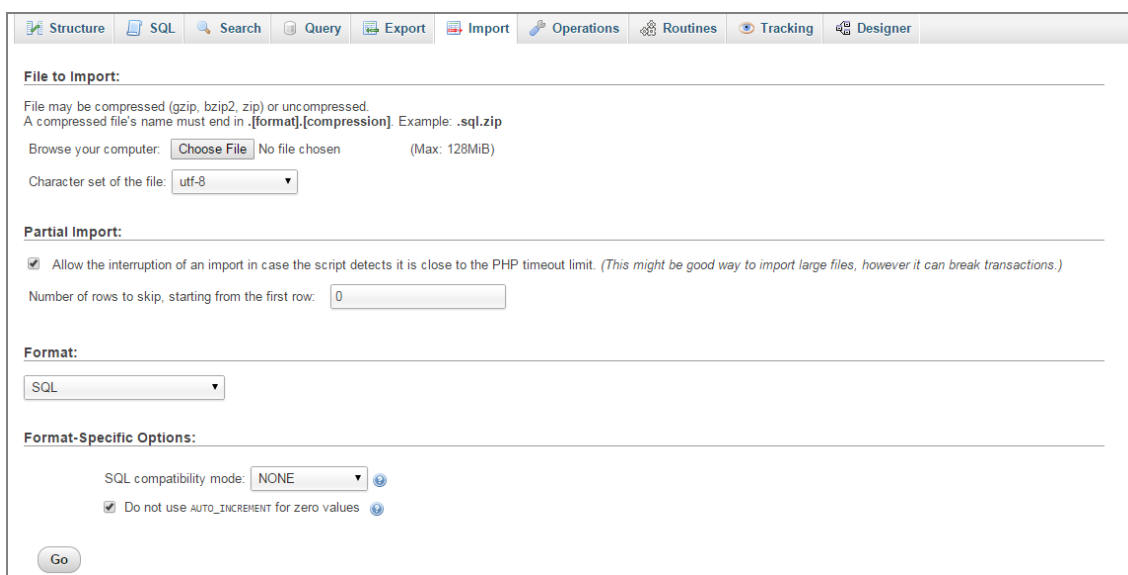 Structure SQL Search Query Export Import Operations Routines Tracking Designer
File to Import:
File may be compressed (gzip, bzip2, zip) or uncompressed.
A compressed file's name must end in .[format].[compression]. Example: .sql.zip
Browse your computer: Choose File No file chosen (Max: 128MiB)
Character set of the file: utf-8
Partial Import:
Allow the interruption of an import in case the script detects it is close to the PHP timeout limit. (This might be good way to import large files, however it can break transactions.)
Number of rows to skip, starting from the first row: 0
Format:
SQL
Format-Specific Options:
SQL compatibility mode: NONE
Do not use AUTO_INCREMENT for zero values
Go